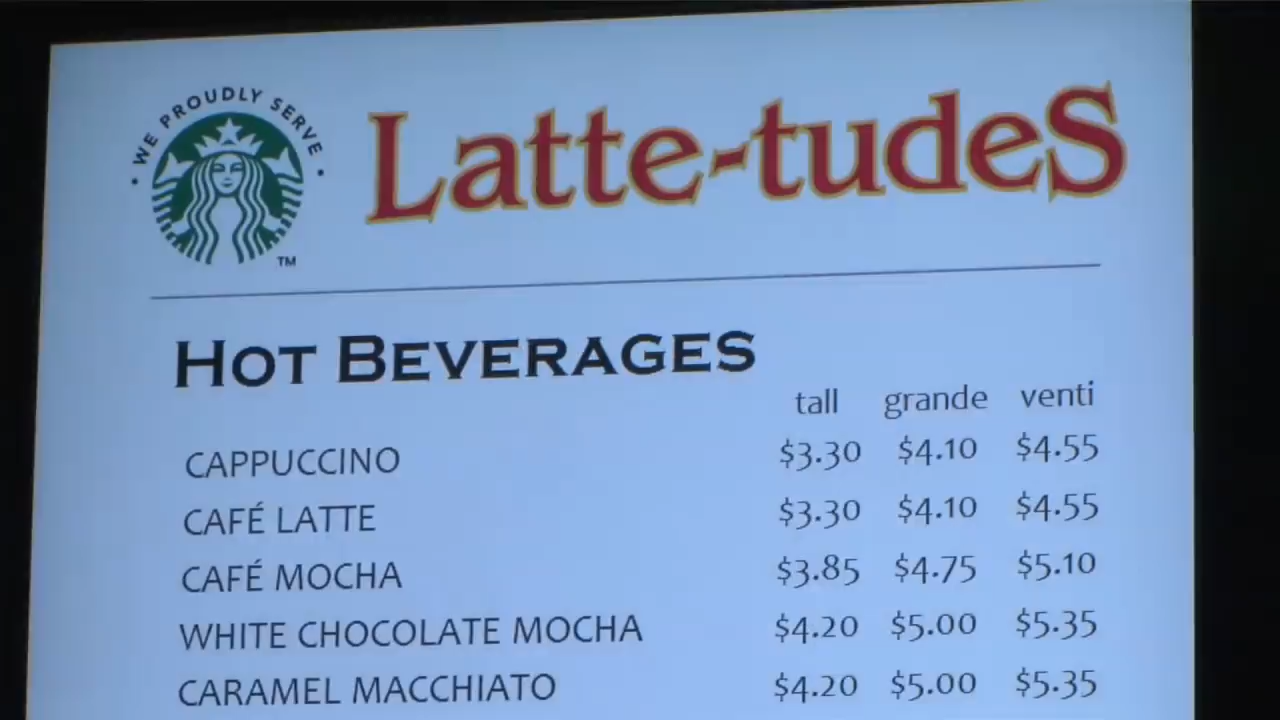 • WE PROUDLY SERVE •
TM
Latte-tudeS
HOT BEVERAGES
tall grande venti
CAPPUCCINO $3.30 $4.10 $4.55
CAFÉ LATTE $3.30 $4.10 $4.55
CAFÉ MOCHA $3.85 $4.75 $5.10
WHITE CHOCOLATE MOCHA $4.20 $5.00 $5.35
CARAMEL MACCHIATO $4.20 $5.00 $5.35